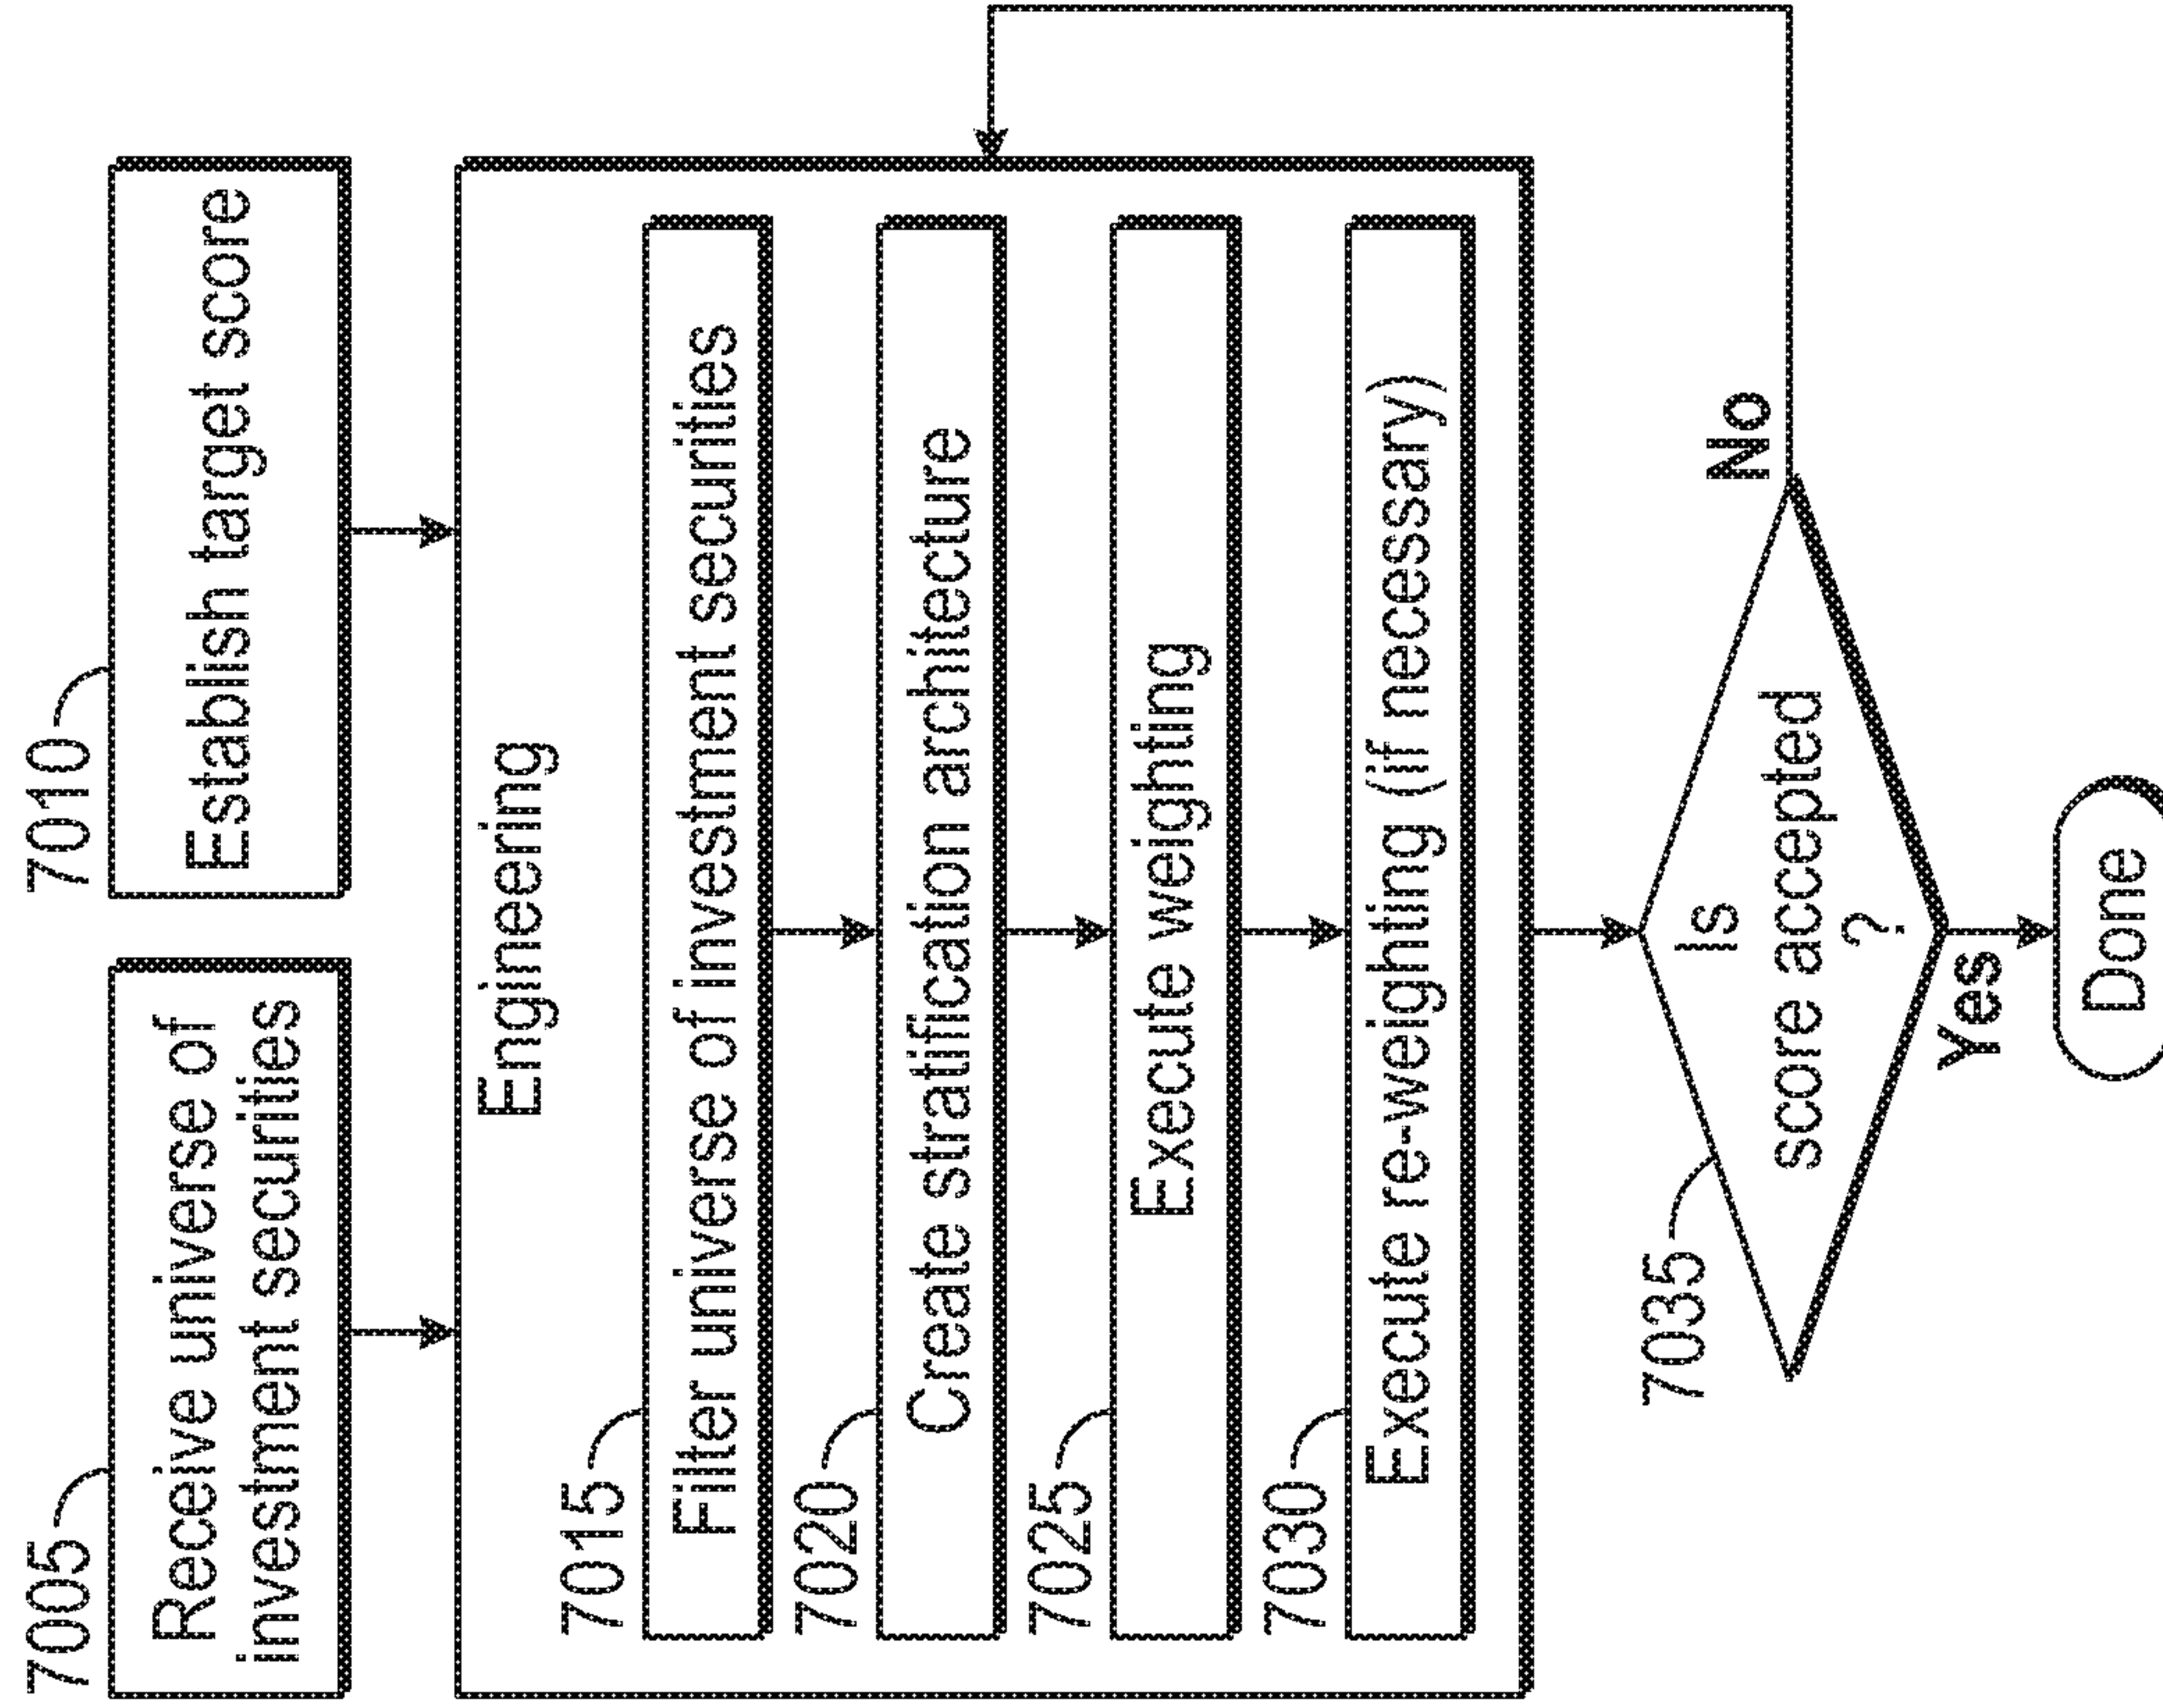 7005
Receive universe of
investment securities
7010
Establish target score
Engineering
7015
Filter universe of investment securities
7020
Create stratification architecture
7025
Execute weighting
7030
Execute re-weighting (if necessary)
7035
Is
score accepted
?
No
Yes
Done